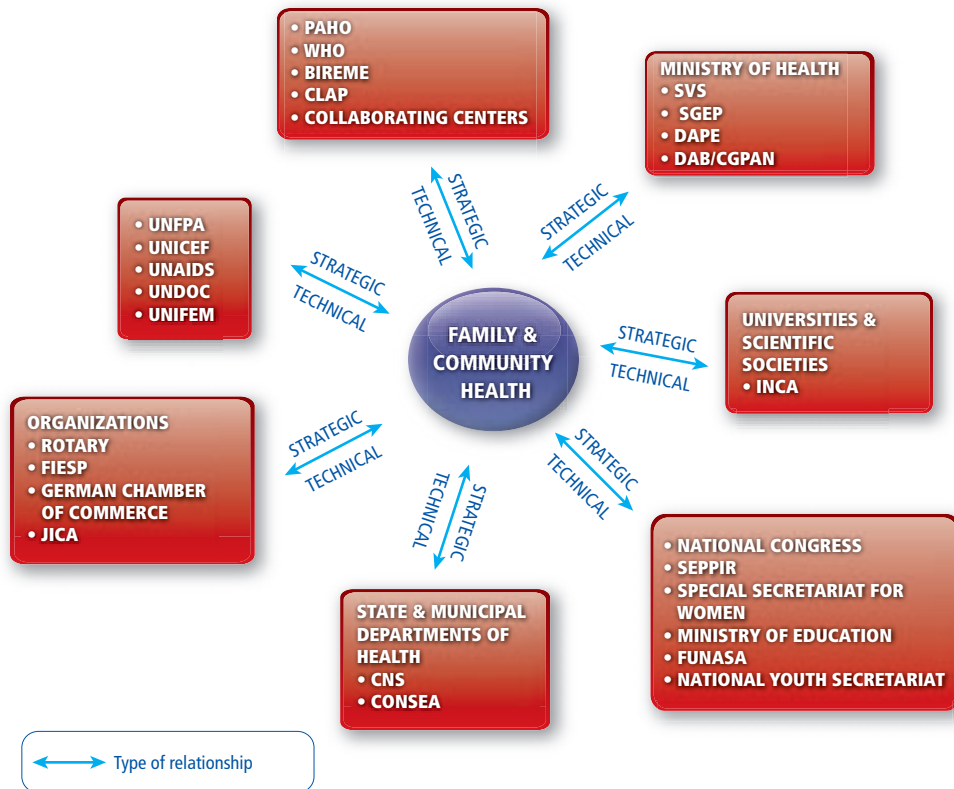 • PAHO
• WHO
• BIREME
• CLAP
• COLLABORATING CENTERS
MINISTRY OF HEALTH
• SVS
• SGEP
• DAPE
• DAB/CGPAN
STRATEGIC
TECHNICAL
STRATEGIC
TECHNICAL
• UNFPA
• UNICEF
• UNAIDS
• UNDOC
• UNIFEM
STRATEGIC
TECHNICAL
FAMILY &
COMMUNITY
HEALTH
STRATEGIC
TECHNICAL
UNIVERSITIES &
SCIENTIFIC
SOCIETIES
• INCA
ORGANIZATIONS
• ROTARY
• FIESP
• GERMAN CHAMBER
OF COMMERCE
• JICA
STRATEGIC
TECHNICAL
TECHNICAL
STRATEGIC
STRATEGIC
TECHNICAL
STATE & MUNICIPAL
DEPARTMENTS OF
HEALTH
• CNS
• CONSEA
• NATIONAL CONGRESS
• SEPPIR
• SPECIAL SECRETARIAT FOR
WOMEN
• MINISTRY OF EDUCATION
• FUNASA
• NATIONAL YOUTH SECRETARIAT
Type of relationship